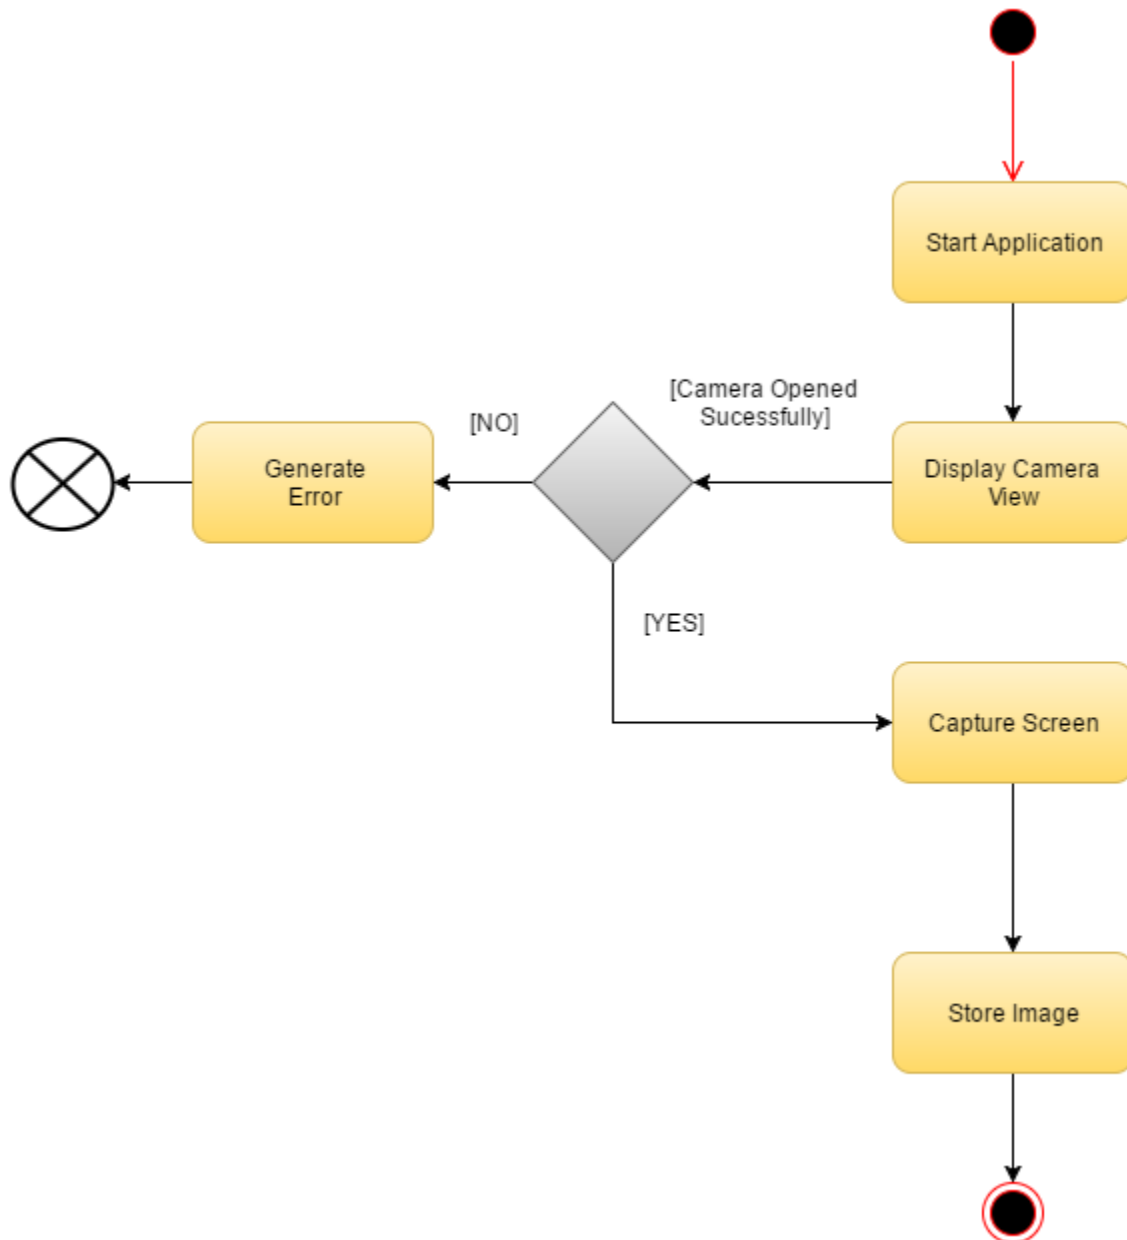 Start Application
[Camera Opened
Sucessfully]
[NO]
Generate
Error
Display Camera
View
[YES]
Capture Screen
Store Image